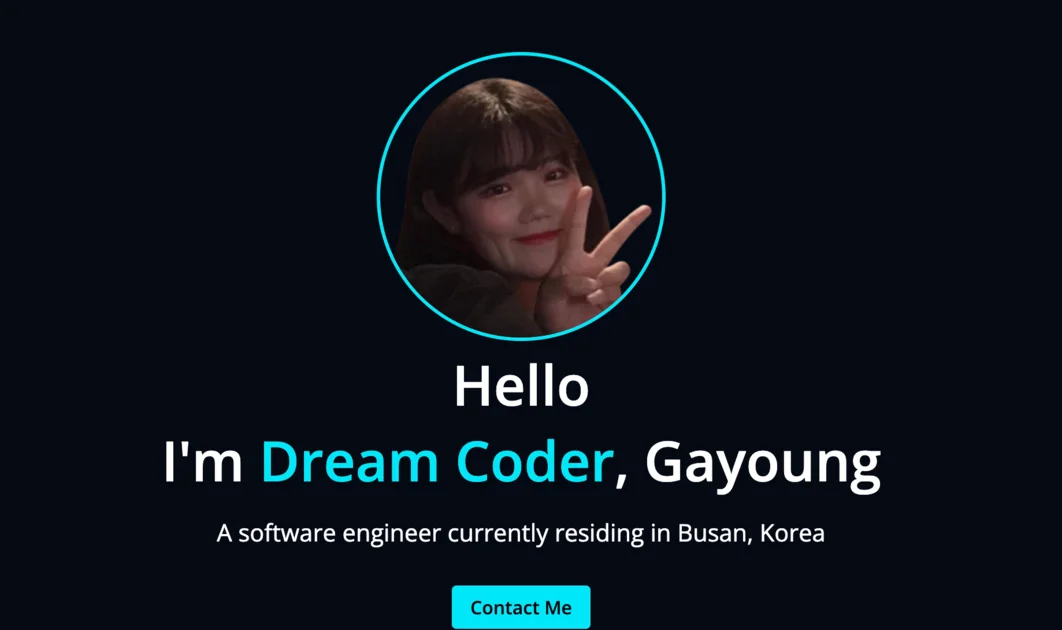 Hello
I'm Dream Coder, Gayoung
A software engineer currently residing in Busan, Korea
Contact Me